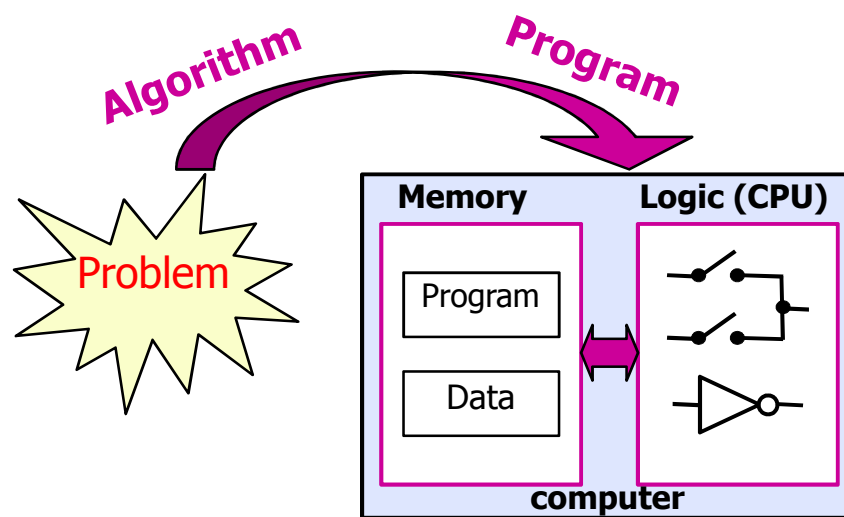 Algorithm
Program
Problem
Memory
Logic (CPU)
Program
Data
computer